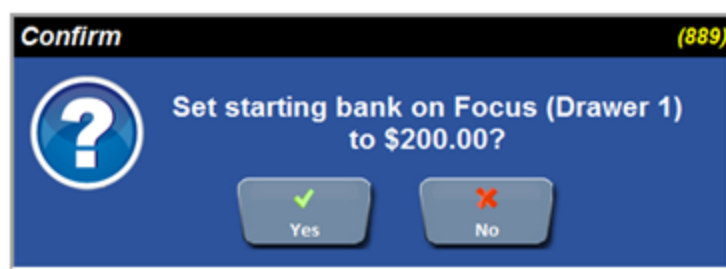 Confirm (889)
Set starting bank on Focus (Drawer 1)
to $200.00?
Yes No